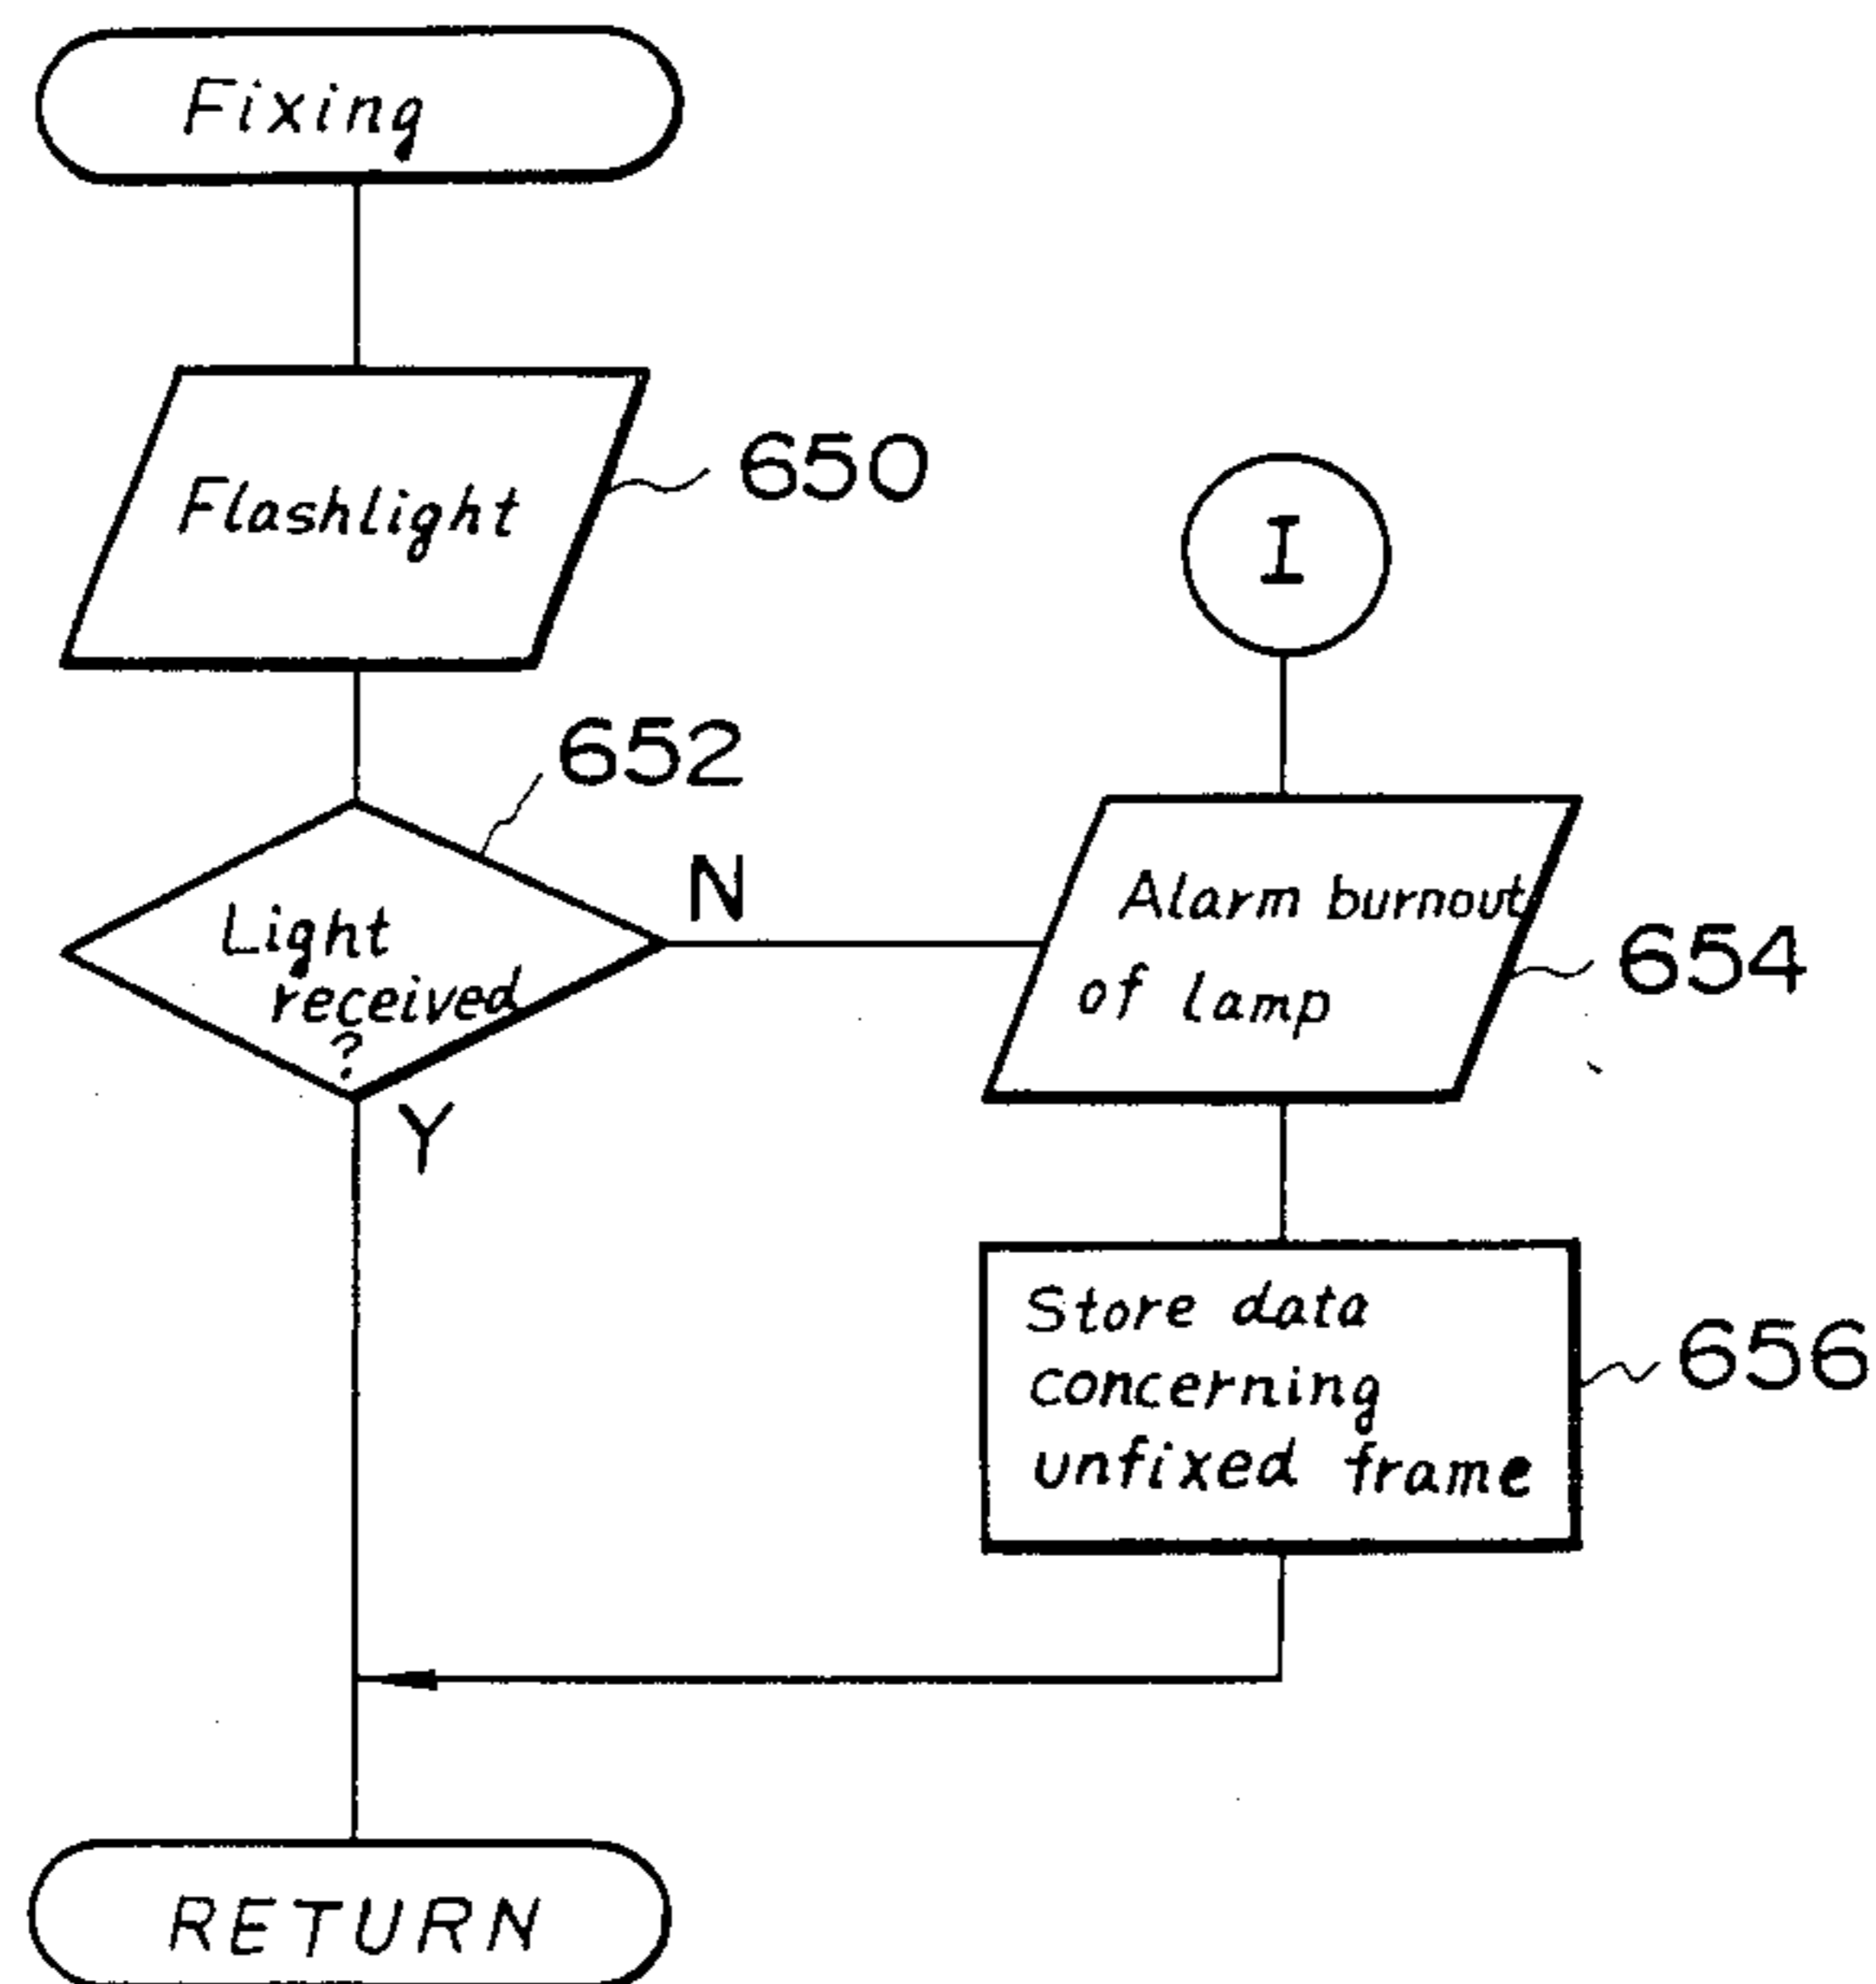 Fixing
Flashlight
650
652
Light
received
?
N
Y
I
Alarm burnout
of lamp
654
Store data
concerning
unfixed frame
656
RETURN